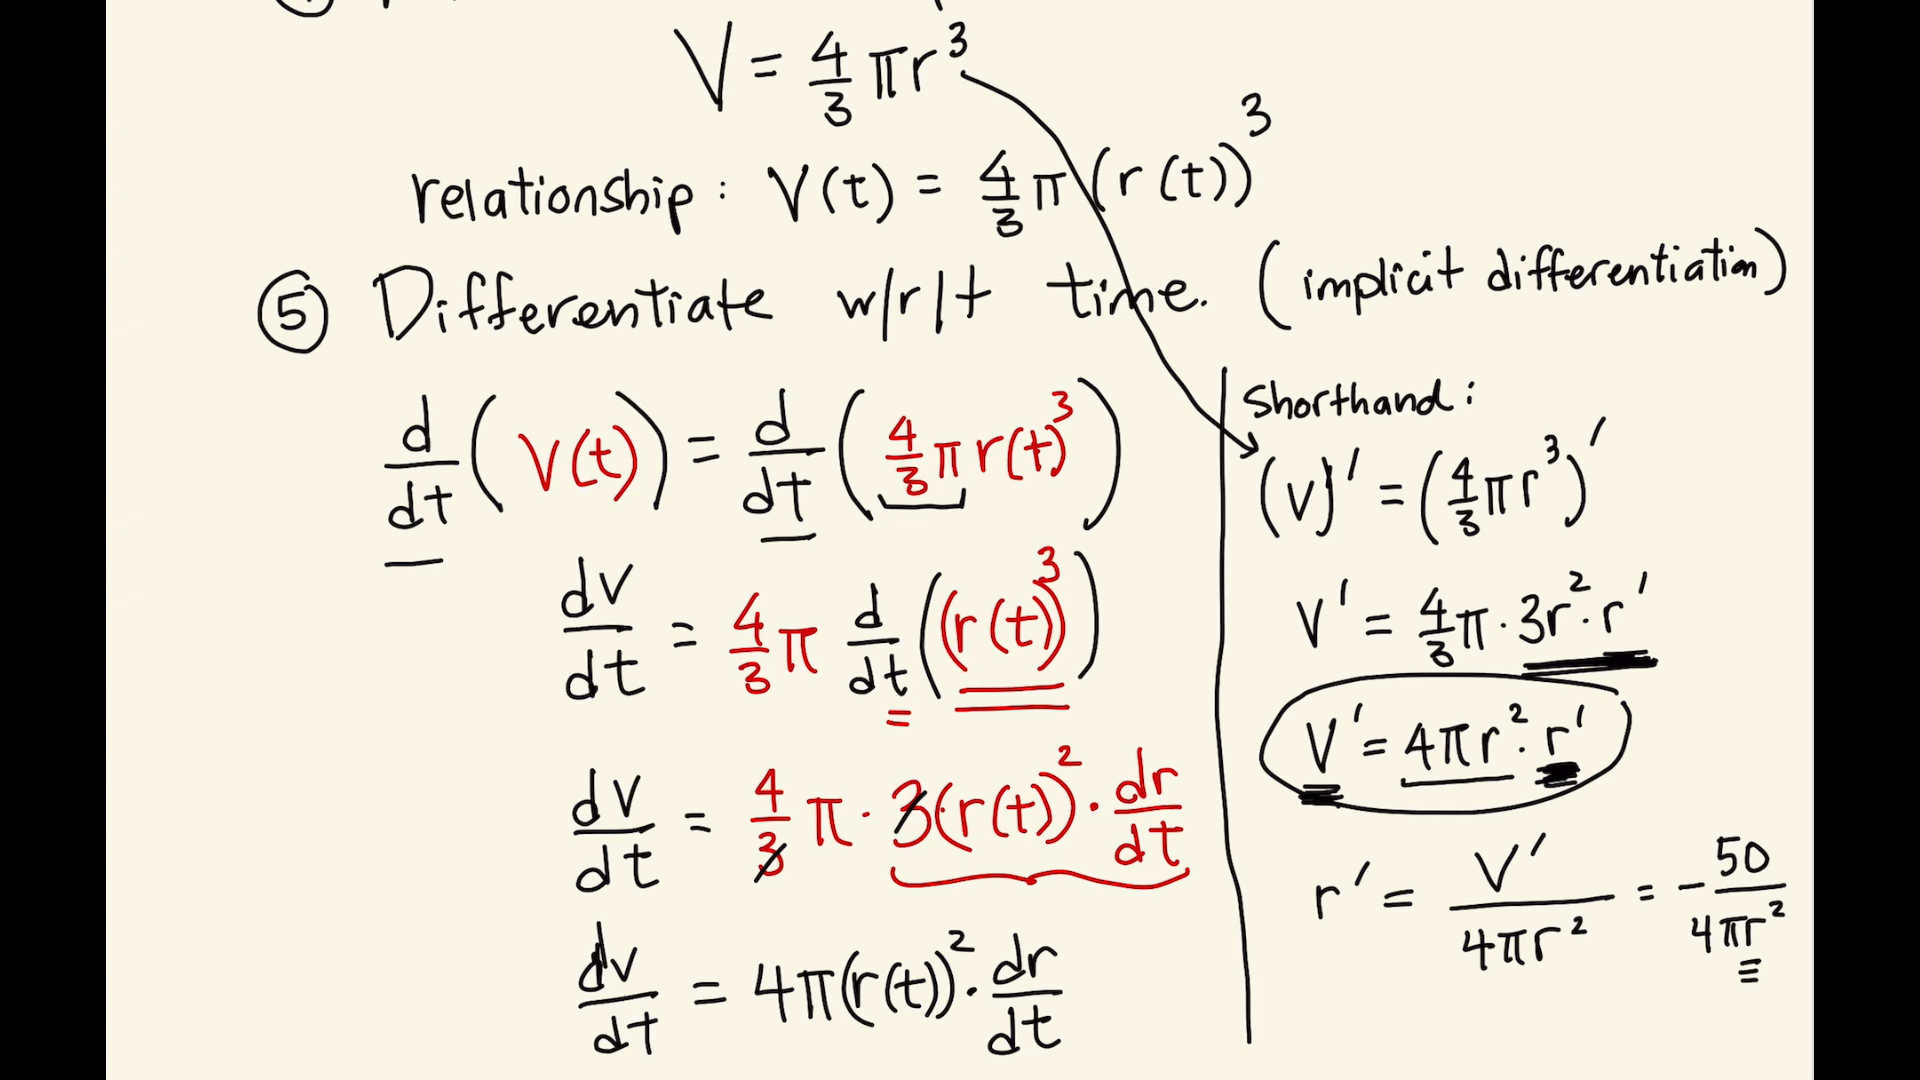 V = 4/3 πr³
relationship : V(t) = 4/3 π (r(t))³
⑤ Differentiate w/r/t time. (implicit differentiation)
d/dt (V(t)) = d/dt (4/3 π r(t)³)
dV/dt = 4/3 π d/dt ((r(t))³)
dV/dt = 4/3 π · 3(r(t))² · dr/dt
dV/dt = 4π(r(t))² · dr/dt
Shorthand :
(V)' = (4/3 πr³)'
V' = 4/3 π · 3r² · r'
V' = 4πr² · r'
r' = V'/4πr² = - 50/4πr²